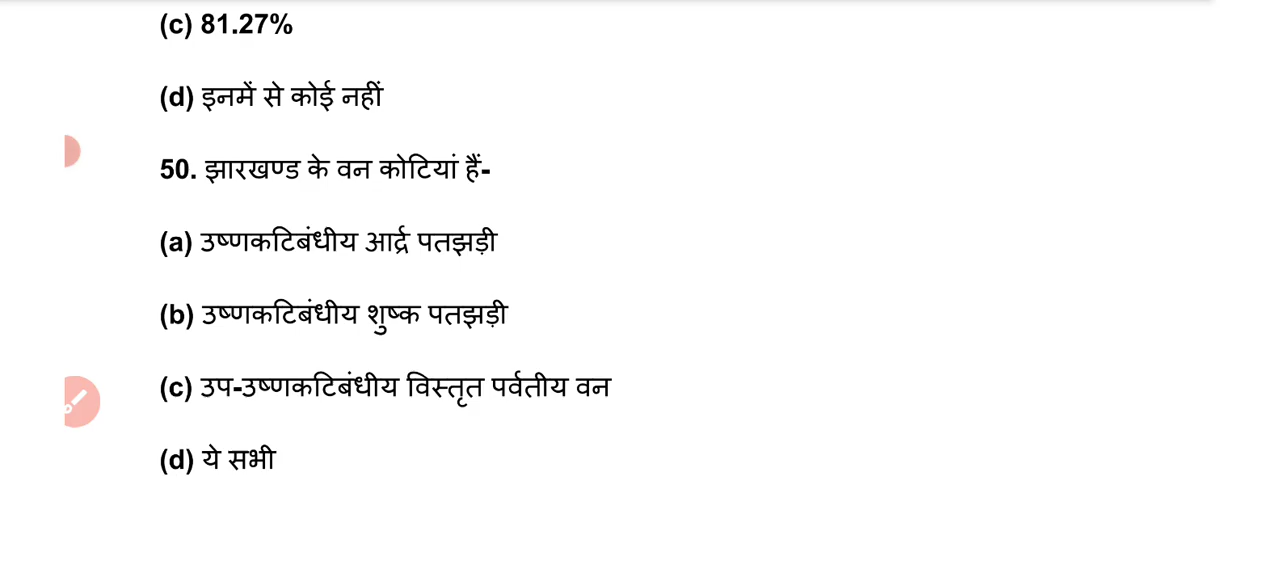 (c) 81.27%
(d) इनमें से कोई नहीं
50. झारखण्ड के वन कोटियां हैं-
(a) उष्णकटिबंधीय आर्द्र पतझड़ी
(b) उष्णकटिबंधीय शुष्क पतझड़ी
(c) उप-उष्णकटिबंधीय विस्तृत पर्वतीय वन
(d) ये सभी